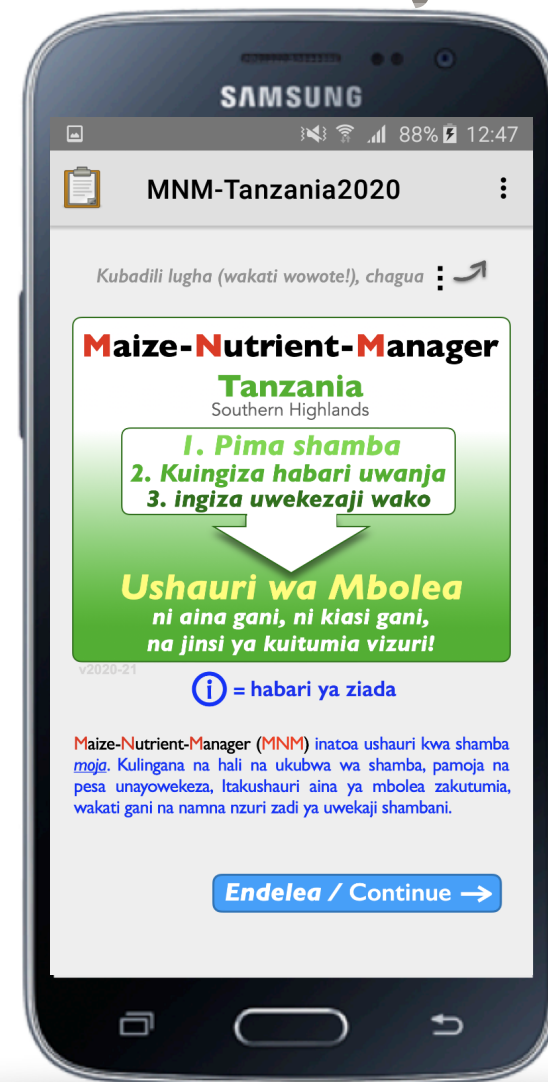 SAMSUNG
88% 12:47
MNM-Tanzania2020
Kubadili lugha (wakati wowote!), chagua
Maize-Nutrient-Manager
Tanzania
Southern Highlands
1. Pima shamba
2. Kuingiza habari uwanja
3. ingiza uwekezaji wako
Ushauri wa Mbolea
ni aina gani, ni kiasi gani,
na jinsi ya kuitumia vizuri!
v2020-21
i = habari ya ziada
Maize-Nutrient-Manager (MNM) inatoa ushauri kwa shamba
moja. Kulingana na hali na ukubwa wa shamba, pamoja na
pesa unayowekeza, Itakushauri aina ya mbolea zakutumia,
wakati gani na namna nzuri zadi ya uwekaji shambani.
Endelea / Continue →